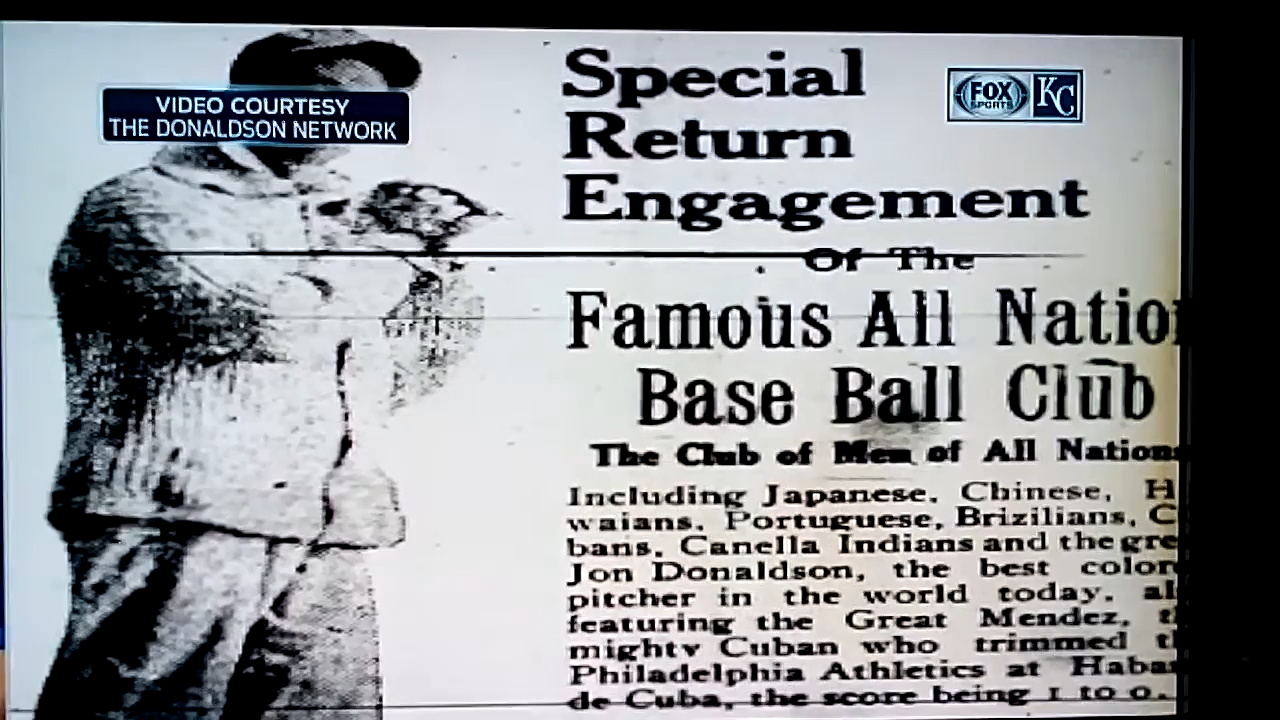 VIDEO COURTESY
THE DONALDSON NETWORK
FOX
SPORTS
KC
Special
Return
Engagement
Of The
Famous All Natio
Base Ball Club
The Club of Men of All Nations
Including Japanese, Chinese, H
waians, Portuguese, Brizilians, C
bans, Canella Indians and the gre
Jon Donaldson, the best color
pitcher in the world today, al
featuring the Great Mendez, t
mighty Cuban who trimmed t
Philadelphia Athletics at Haba
de Cuba, the score being 1 to 0.